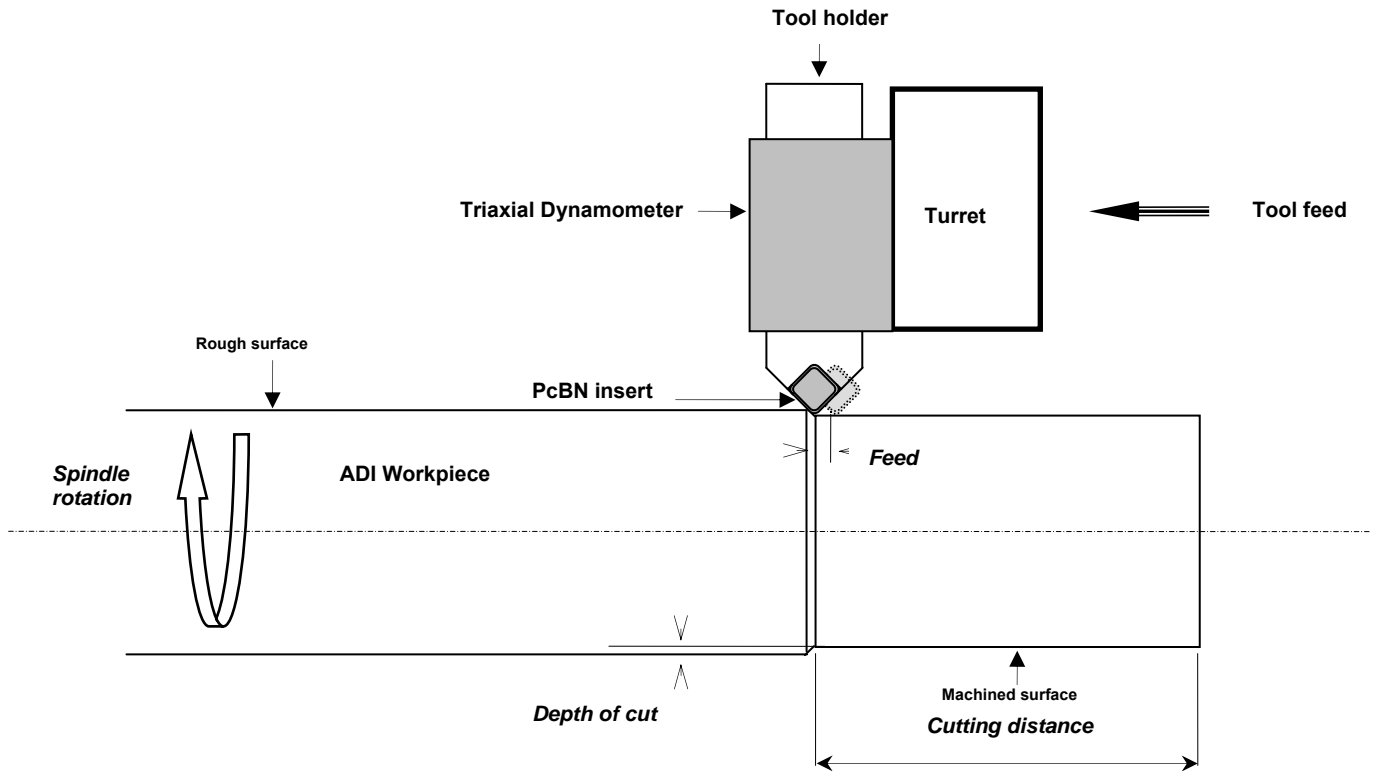 Tool holder
Triaxial Dynamometer
Turret
Tool feed
Rough surface
PcBN insert
Feed
Spindle
rotation
ADI Workpiece
Machined surface
Depth of cut
Cutting distance